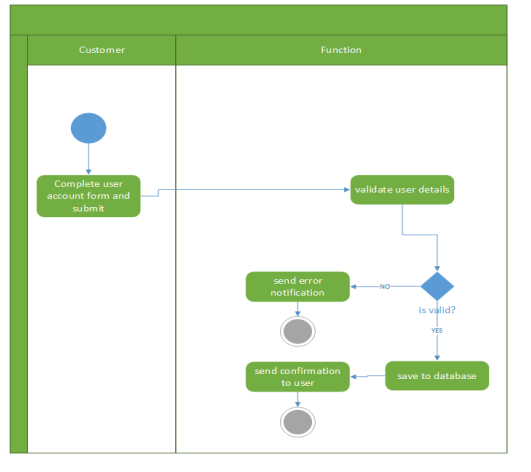 Customer
Function
Complete user
account form and
submit
validate user details
send error
notification
NO
is valid?
YES
send confirmation
to user
save to database